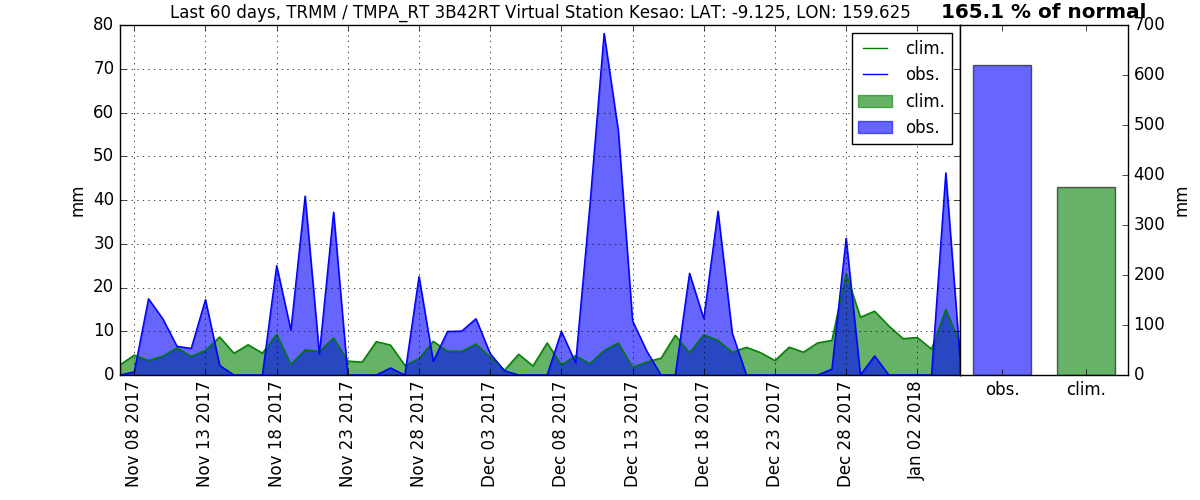 Last 60 days, TRMM / TMPA_RT 3B42RT Virtual Station Kesao: LAT: -9.125, LON: 159.625
165.1 % of normal
80
70
60
50
40
30
20
10
0
mm
clim.
obs.
clim.
obs.
700
600
500
400
300
200
100
0
mm
obs.
clim.
Nov 08 2017
Nov 13 2017
Nov 18 2017
Nov 23 2017
Nov 28 2017
Dec 03 2017
Dec 08 2017
Dec 13 2017
Dec 18 2017
Dec 23 2017
Dec 28 2017
Jan 02 2018